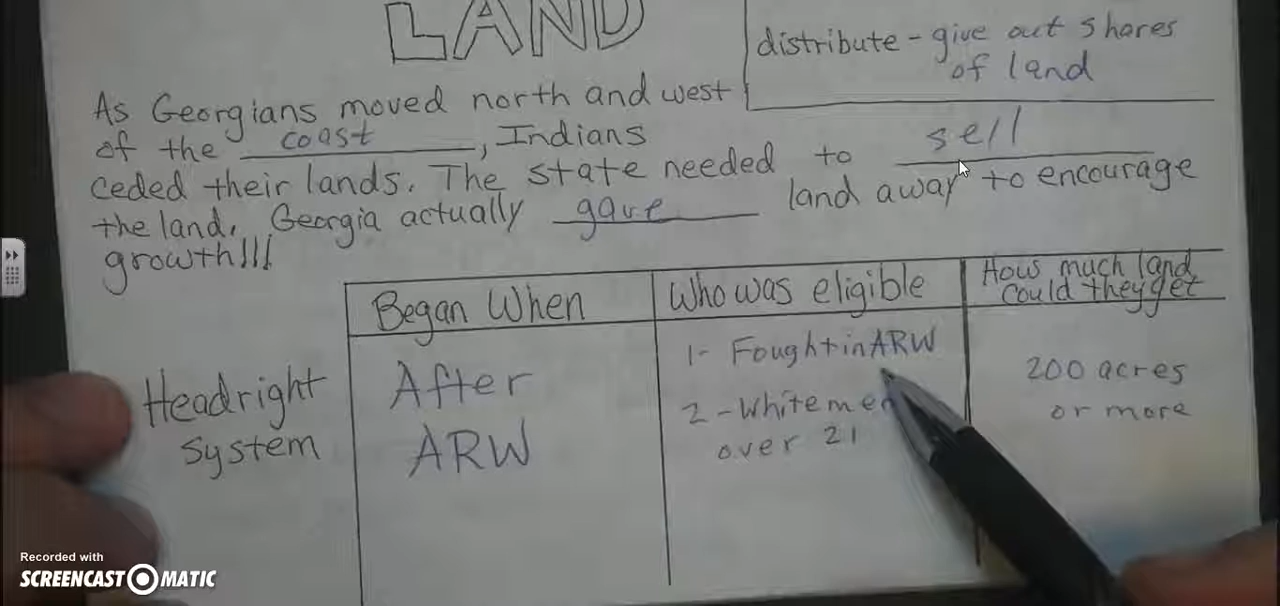 LAND
distribute - give out shares
of land
As Georgians moved north and west
of the coast, Indians
ceded their lands. The state needed to sell
the land. Georgia actually gave land away to encourage
growth!!!
Began When
Who was eligible
How much land
could they get
Headright
System
After
ARW
1- Fought in ARW
2 - White men
over 21
200 acres
or more
Recorded with
SCREENCAST O MATIC